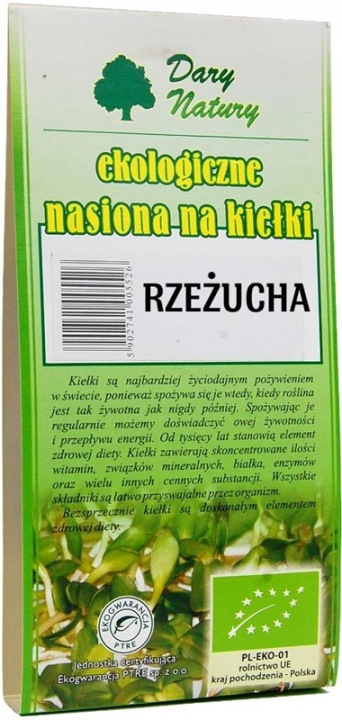 Dary
Natury
ekologiczne
nasiona na kiełki
5902741005526
RZEŻUCHA
Kiełki są najbardziej życiodajnym pożywieniem
w świecie, ponieważ spożywa się je wtedy, kiedy roślina
jest tak żywotna jak nigdy później. Spożywając je
regularnie możemy doświadczyć owej żywotności
i przepływu energii. Od tysięcy lat stanowią element
zdrowej diety. Kiełki zawierają skoncentrowane ilości
witamin, związków mineralnych, białka, enzymów
oraz wielu innych cennych substancji. Wszystkie
składniki są łatwo przyswajalne przez organizm.
Bezsprzecznie kiełki są doskonałym elementem
zdrowej diety.
EKOGWARANCJA
PTRE
Jednostka certyfikująca
Ekogwarancja PTRE sp. z o.o.
PL-EKO-01
rolnictwo UE
kraj pochodzenia - Polska